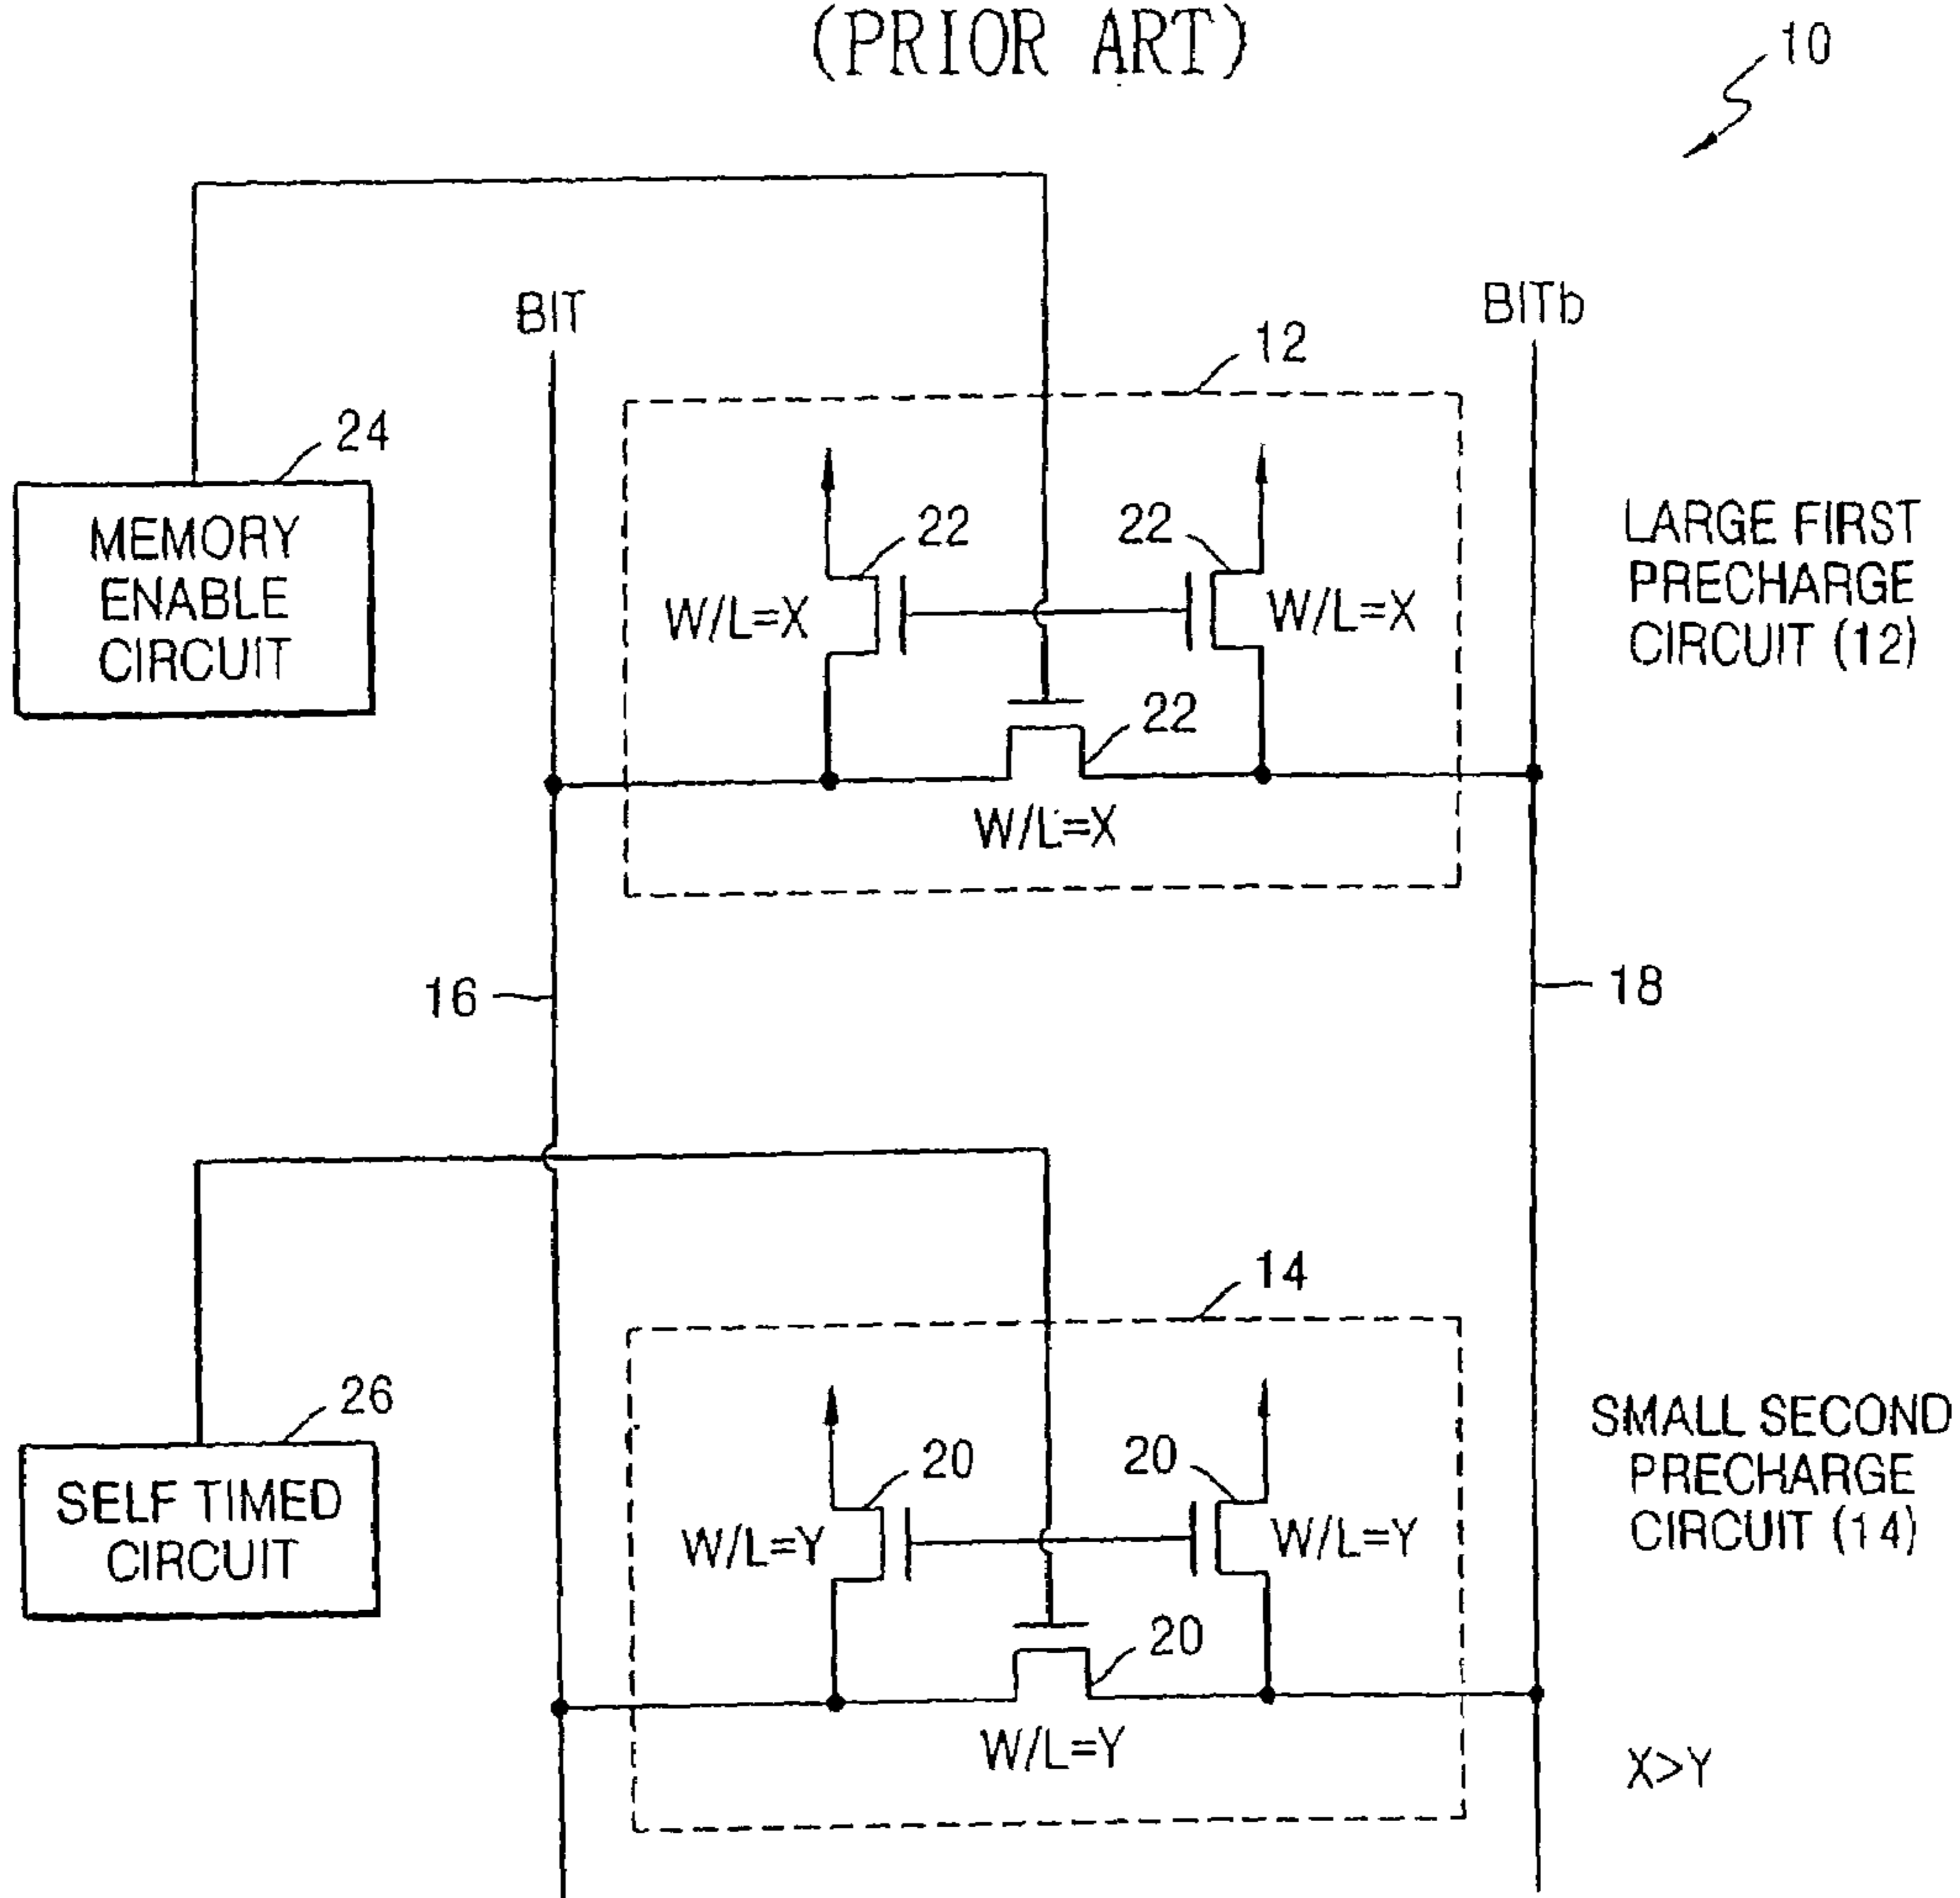 (PRIOR ART)
10
BIT
BITb
12
24
MEMORY
ENABLE
CIRCUIT
22
22
LARGE FIRST
PRECHARGE
CIRCUIT (12)
W/L=X
W/L=X
22
W/L=X
16
18
14
26
SELF TIMED
CIRCUIT
20
20
SMALL SECOND
PRECHARGE
CIRCUIT (14)
W/L=Y
W/L=Y
20
W/L=Y
X>Y